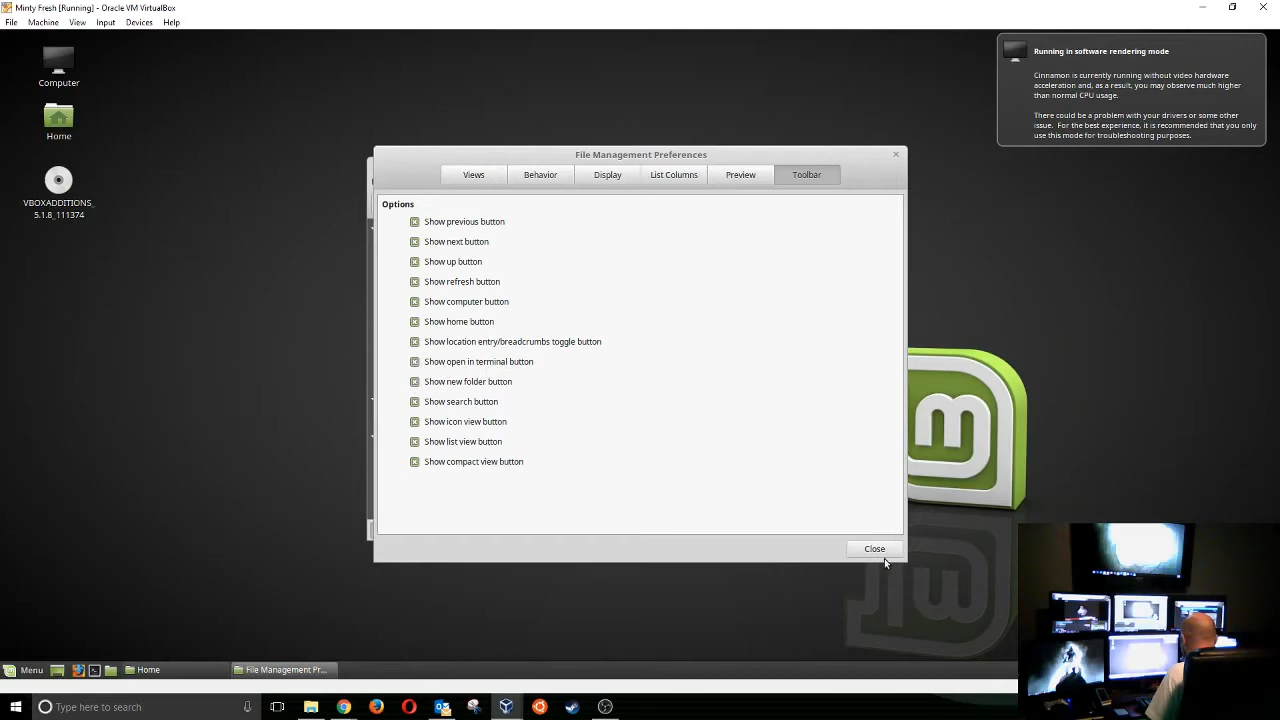 Minty Fresh [Running] - Oracle VM VirtualBox
File Machine View Input Devices Help
Computer
Home
VBOXADDITIONS_
5.1.8_111374
Running in software rendering mode
Cinnamon is currently running without video hardware
acceleration and, as a result, you may observe much higher
than normal CPU usage.
There could be a problem with your drivers or some other
issue. For the best experience, it is recommended that you only
use this mode for troubleshooting purposes.
File Management Preferences
Views Behavior Display List Columns Preview Toolbar
Options
Show previous button
Show next button
Show up button
Show refresh button
Show computer button
Show home button
Show location entry/breadcrumbs toggle button
Show open in terminal button
Show new folder button
Show search button
Show icon view button
Show list view button
Show compact view button
Close
Menu Home File Management Pr...
Type here to search